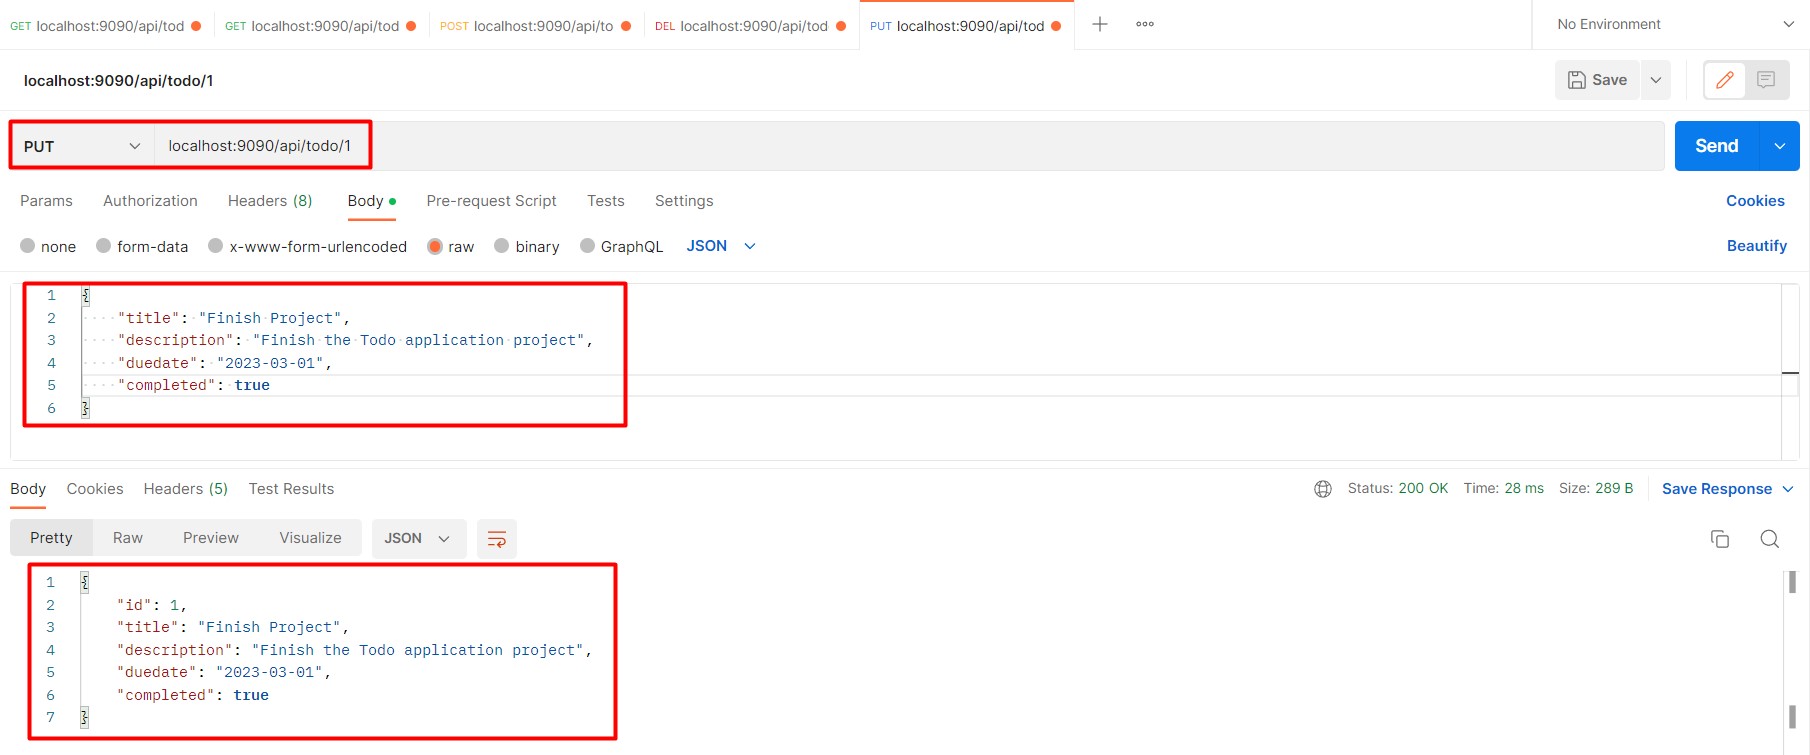 GET localhost:9090/api/tod GET localhost:9090/api/tod POST localhost:9090/api/to DEL localhost:9090/api/tod PUT localhost:9090/api/tod No Environment
localhost:9090/api/todo/1 Save
PUT localhost:9090/api/todo/1 Send
Params Authorization Headers (8) Body Pre-request Script Tests Settings Cookies
none form-data x-www-form-urlencoded raw binary GraphQL JSON Beautify
1 {
2 "title": "Finish Project",
3 "description": "Finish the Todo application project",
4 "duedate": "2023-03-01",
5 "completed": true
6 }
Body Cookies Headers (5) Test Results Status: 200 OK Time: 28 ms Size: 289 B Save Response
Pretty Raw Preview Visualize JSON
1 {
2 "id": 1,
3 "title": "Finish Project",
4 "description": "Finish the Todo application project",
5 "duedate": "2023-03-01",
6 "completed": true
7 }